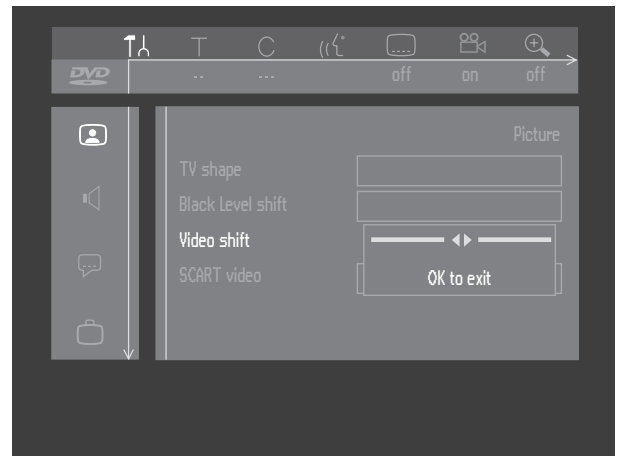 T C
DVD -- --- off on off
Picture
TV shape
Black Level shift
Video shift
SCART video OK to exit